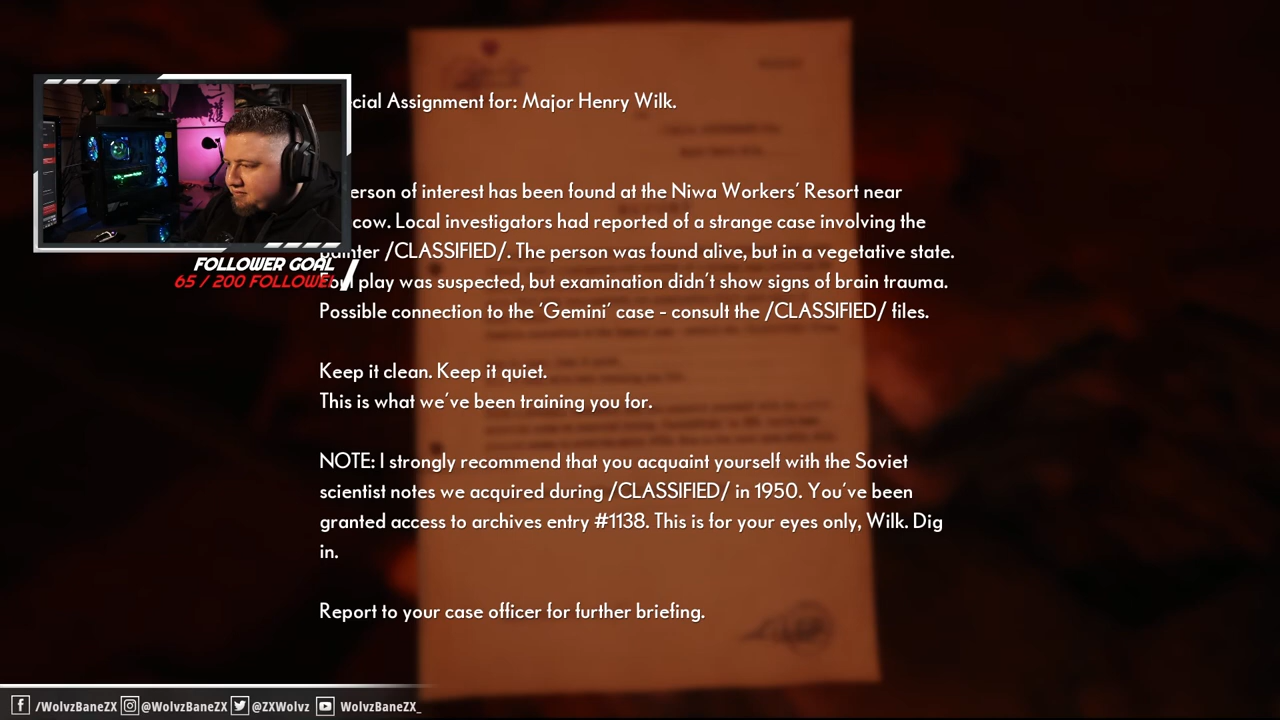 cial Assignment for: Major Henry Wilk.
erson of interest has been found at the Niwa Workers' Resort near
cow. Local investigators had reported of a strange case involving the
painter /CLASSIFIED/. The person was found alive, but in a vegetative state.
FOLLOWER GOAL
65 / 200 FOLLOWE
Foul play was suspected, but examination didn't show signs of brain trauma.
Possible connection to the 'Gemini' case - consult the /CLASSIFIED/ files.
Keep it clean. Keep it quiet.
This is what we've been training you for.
NOTE: I strongly recommend that you acquaint yourself with the Soviet
scientist notes we acquired during /CLASSIFIED/ in 1950. You've been
granted access to archives entry #1138. This is for your eyes only, Wilk. Dig
in.
Report to your case officer for further briefing.
/WolvzBaneZX @WolvzBaneZX @ZXWolvz WolvzBaneZX_